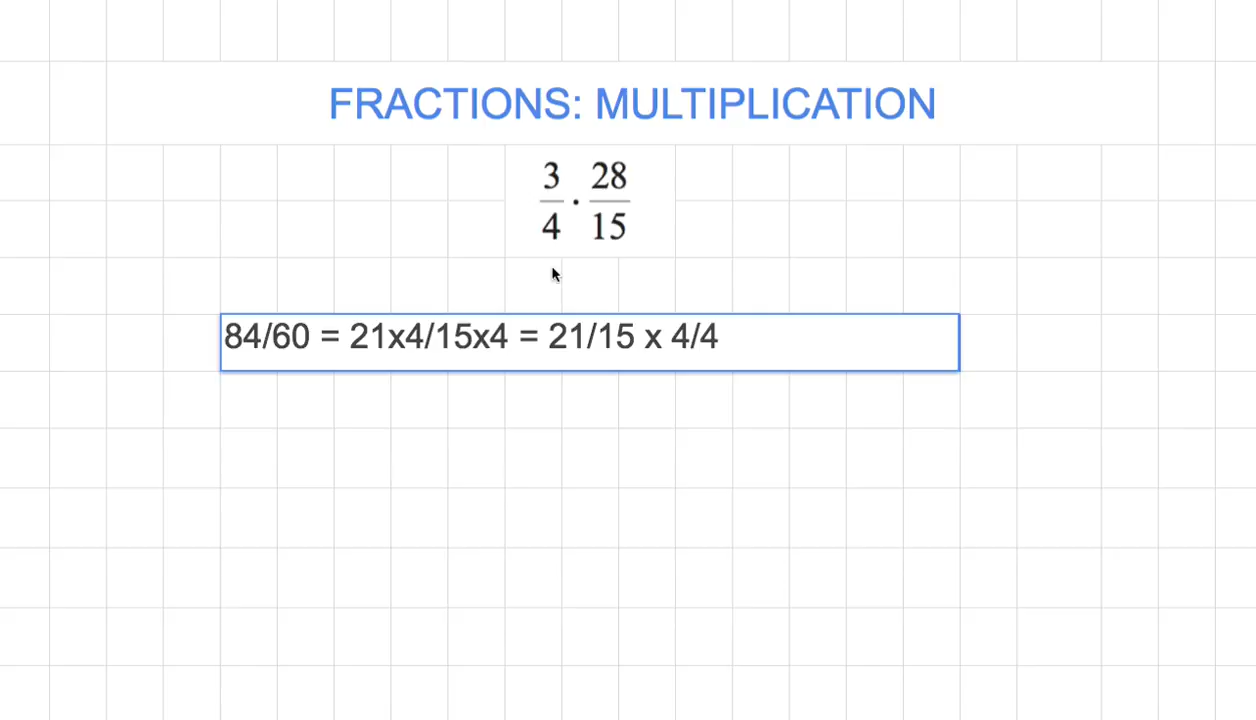 FRACTIONS: MULTIPLICATION
3/4 · 28/15
84/60 = 21x4/15x4 = 21/15 x 4/4